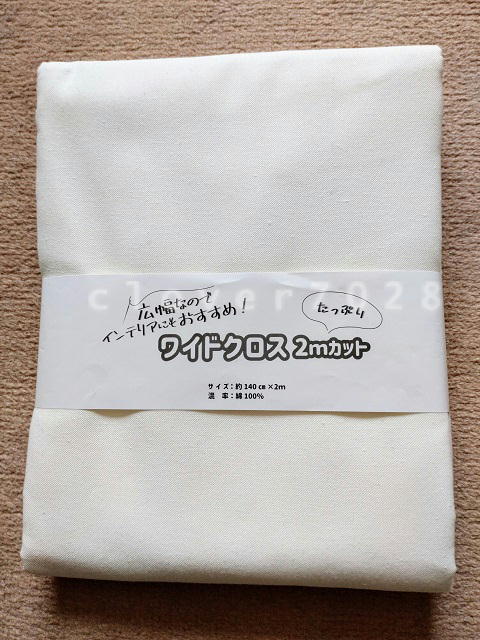 clover7028
広幅なので
インテリアにもおすすめ!
たっぷり
ワイドクロス 2mカット
サイズ:約140㎝×2m
混 率:綿100%